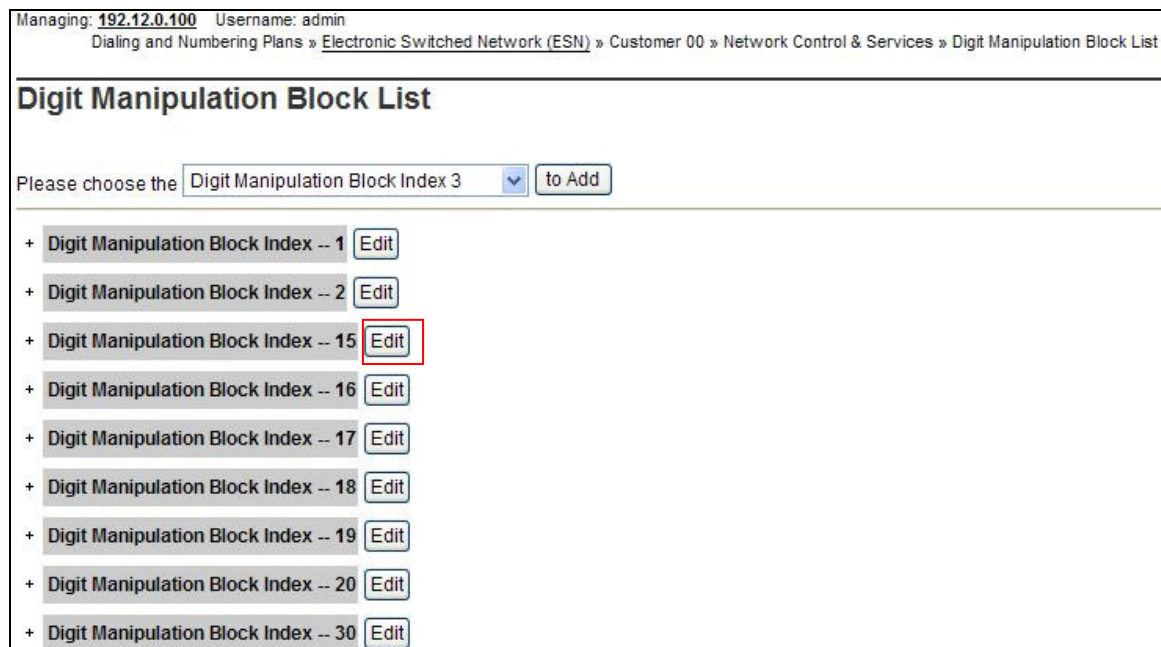 Managing: 192.12.0.100 Username: admin
Dialing and Numbering Plans » Electronic Switched Network (ESN) » Customer 00 » Network Control & Services » Digit Manipulation Block List
Digit Manipulation Block List
Please choose the Digit Manipulation Block Index 3 to Add
+ Digit Manipulation Block Index -- 1 Edit
+ Digit Manipulation Block Index -- 2 Edit
+ Digit Manipulation Block Index -- 15 Edit
+ Digit Manipulation Block Index -- 16 Edit
+ Digit Manipulation Block Index -- 17 Edit
+ Digit Manipulation Block Index -- 18 Edit
+ Digit Manipulation Block Index -- 19 Edit
+ Digit Manipulation Block Index -- 20 Edit
+ Digit Manipulation Block Index -- 30 Edit